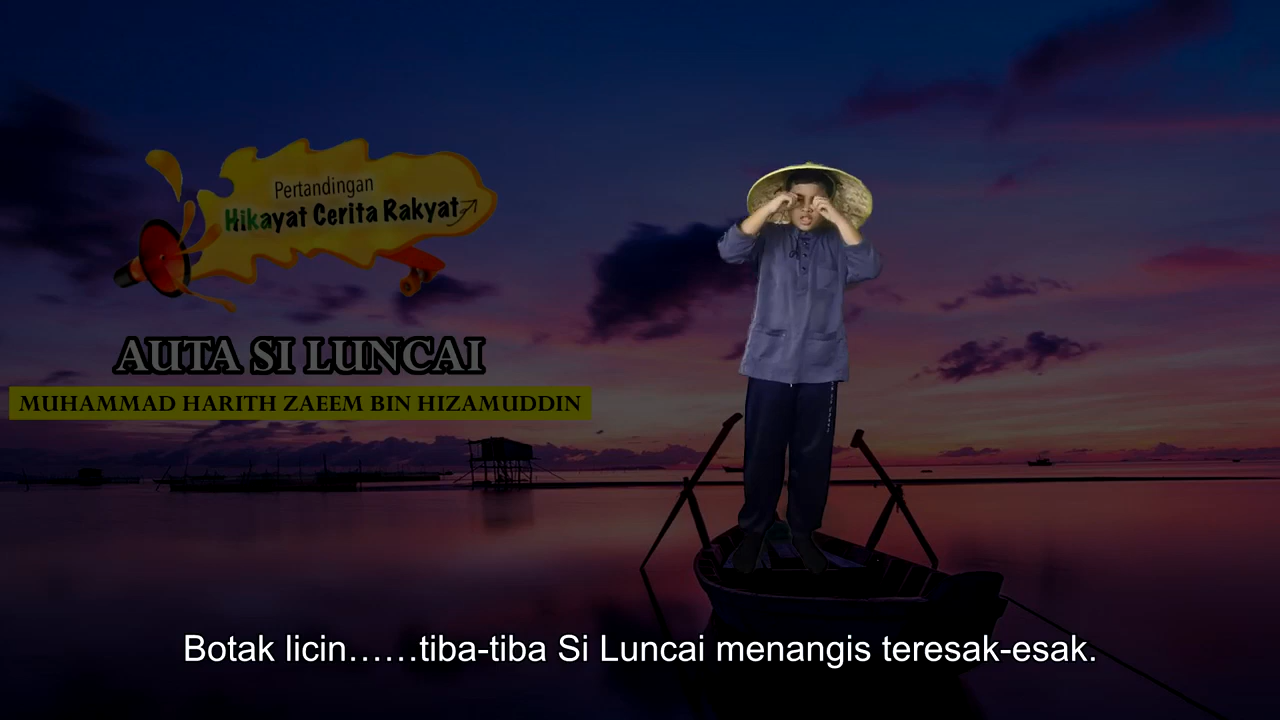 Pertandingan
Hikayat Cerita Rakyat
AUTA SI LUNCAI
MUHAMMAD HARITH ZAEEM BIN HIZAMUDDIN
Botak licin……tiba-tiba Si Luncai menangis teresak-esak.